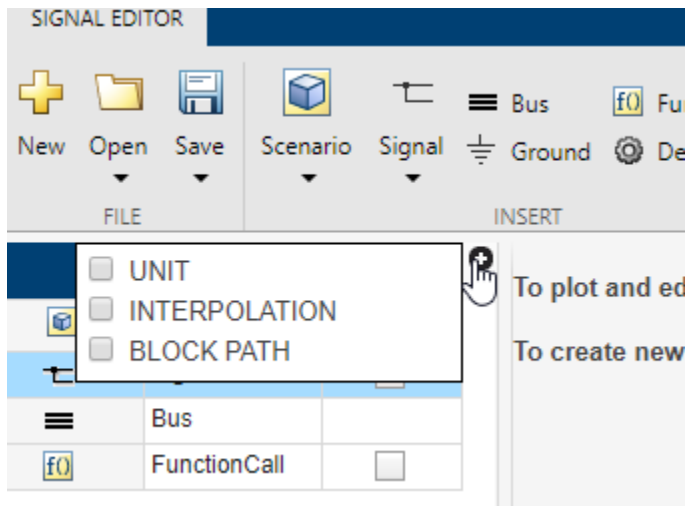 SIGNAL EDITOR
New Open Save Scenario Signal
Bus
Ground
f()
FILE
INSERT
UNIT
INTERPOLATION
BLOCK PATH
To plot and
To create new
Bus
f() FunctionCall